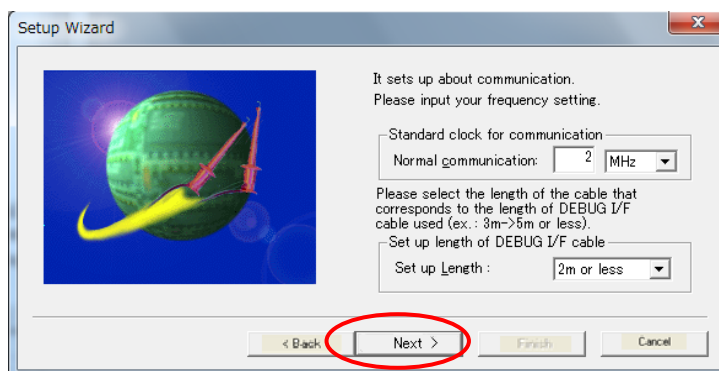 Setup Wizard
It sets up about communication.
Please input your frequency setting.
Standard clock for communication
Normal communication: 2 MHz
Please select the length of the cable that
corresponds to the length of DEBUG I/F
cable used (ex.: 3m->5m or less).
Set up length of DEBUG I/F cable
Set up Length : 2m or less
< Back Next > Finish Cancel